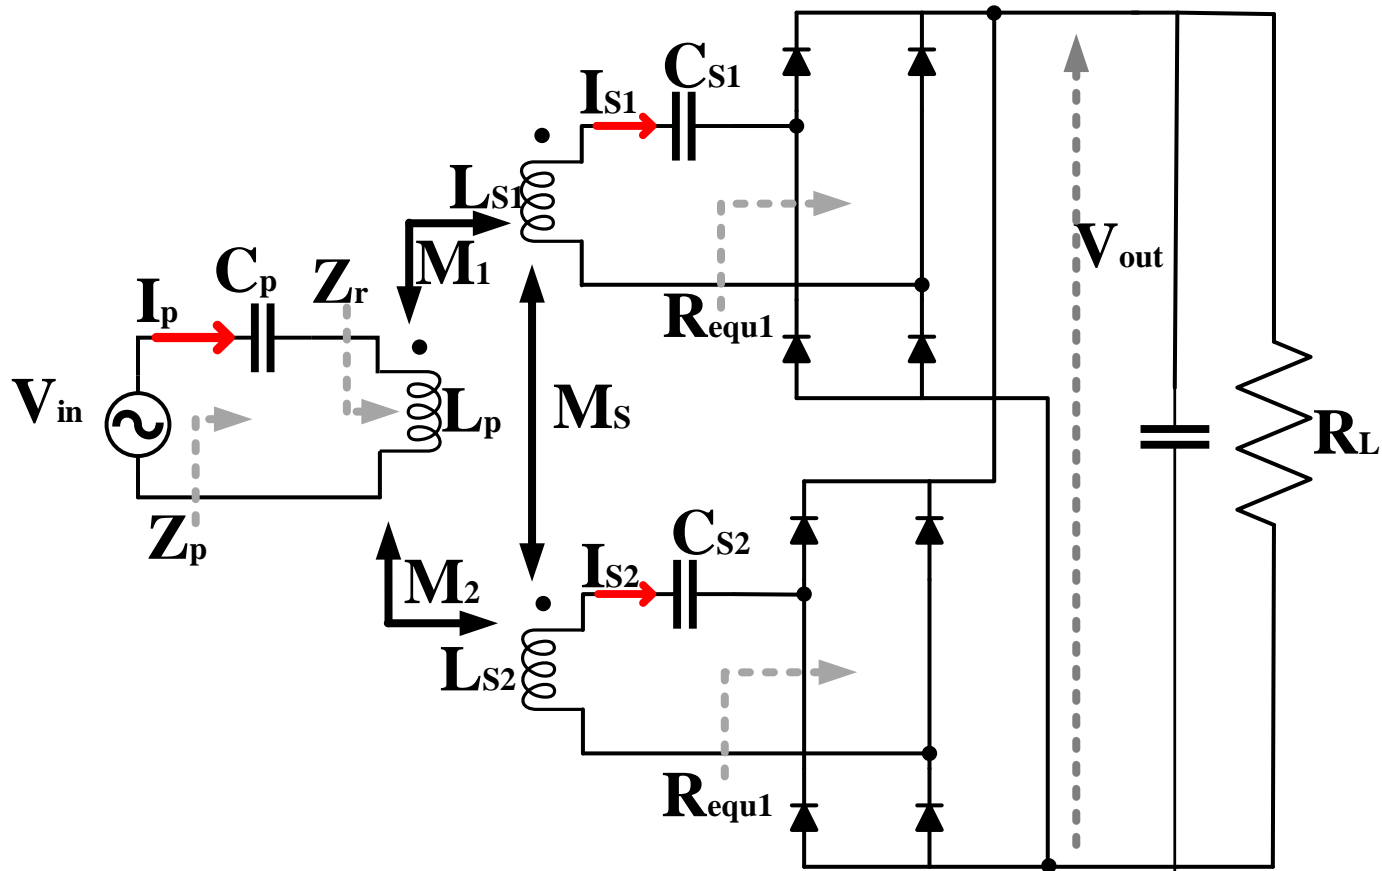 C_S1
I_S1
L_S1
M_1
C_p
Z_r
I_p
R_equ1
V_out
V_in
L_p
M_S
R_L
Z_p
C_S2
I_S2
M_2
L_S2
R_equ1